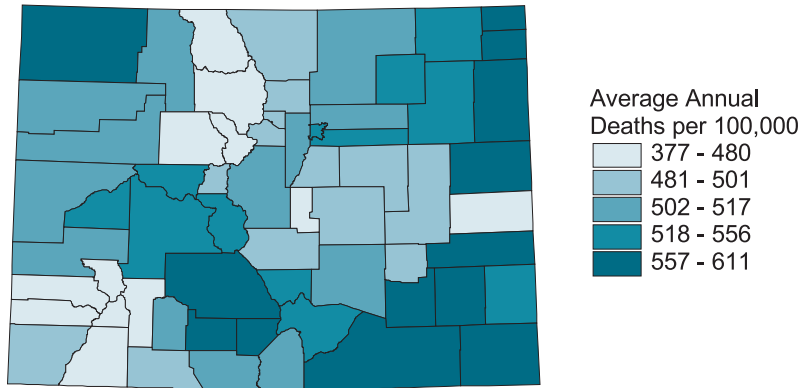 Average Annual
Deaths per 100,000
377 - 480
481 - 501
502 - 517
518 - 556
557 - 611